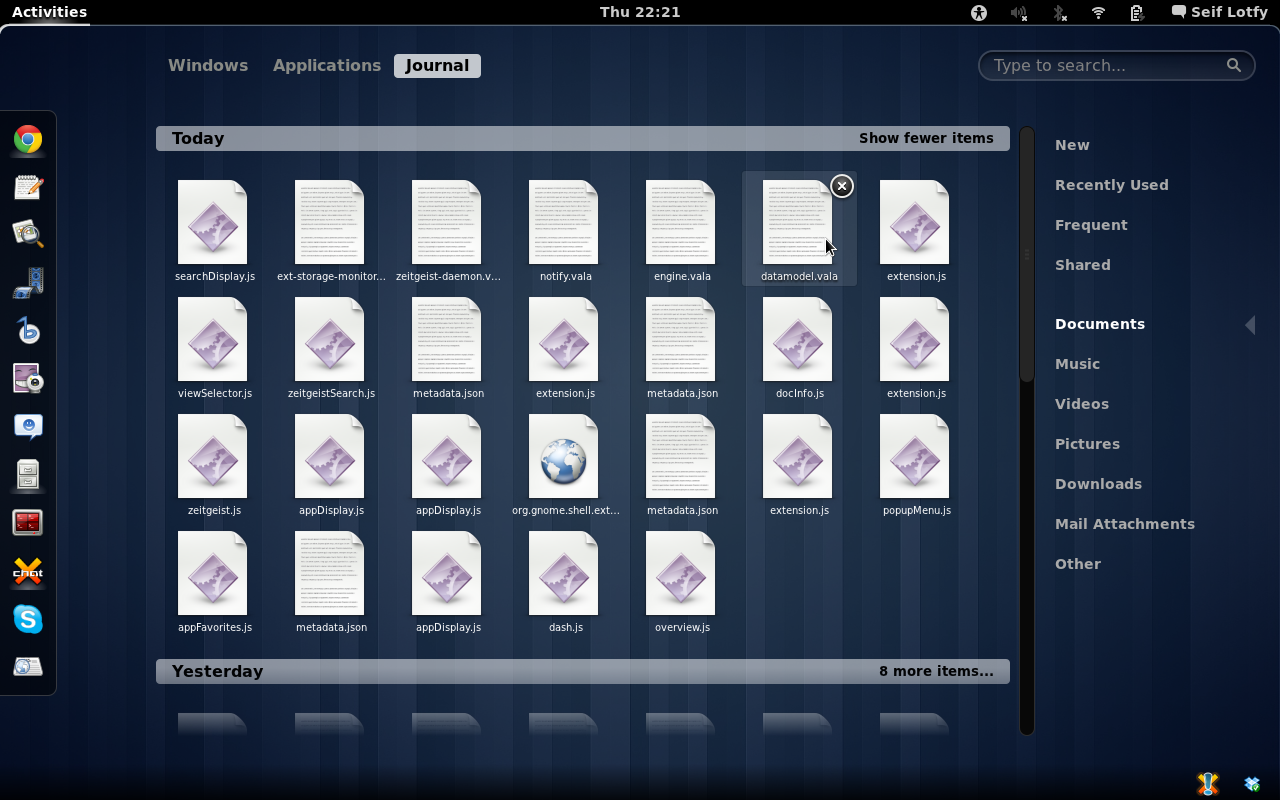 Activities
Thu 22:21
Seif Lotfy
Windows
Applications
Journal
Type to search...
Today
Show fewer items
searchDisplay.js
ext-storage-monitor...
zeitgeist-daemon.v...
notify.vala
engine.vala
datamodel.vala
extension.js
viewSelector.js
zeitgeistSearch.js
metadata.json
extension.js
metadata.json
docInfo.js
extension.js
zeitgeist.js
appDisplay.js
appDisplay.js
org.gnome.shell.ext...
metadata.json
extension.js
popupMenu.js
appFavorites.js
metadata.json
appDisplay.js
dash.js
overview.js
Yesterday
8 more items...
New
Recently Used
Frequent
Shared
Documents
Music
Videos
Pictures
Downloads
Mail Attachments
Other